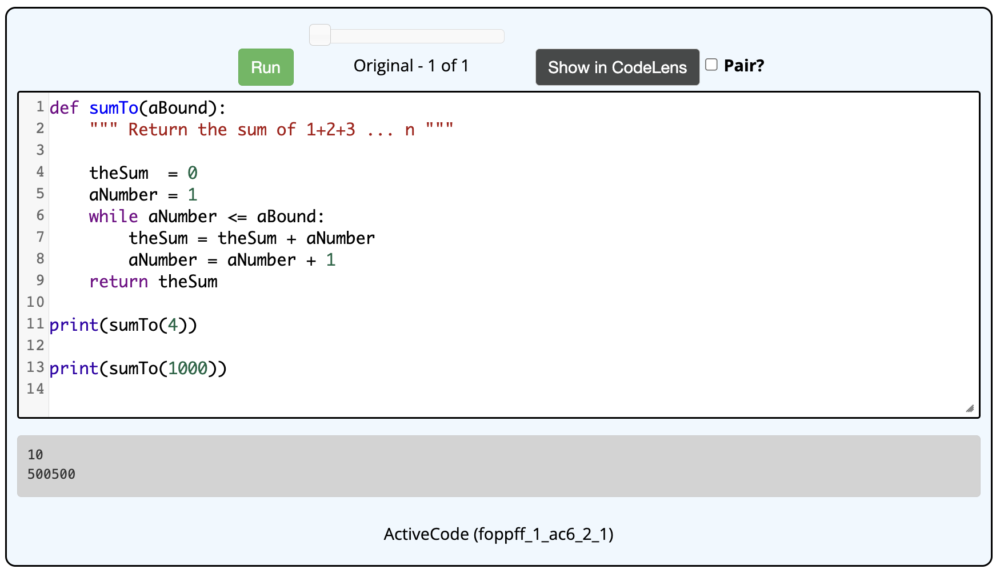 Run Original - 1 of 1 Show in CodeLens Pair?
1 def sumTo(aBound):
2     """ Return the sum of 1+2+3 ... n """
3
4     theSum  = 0
5     aNumber = 1
6     while aNumber <= aBound:
7         theSum = theSum + aNumber
8         aNumber = aNumber + 1
9     return theSum
10
11 print(sumTo(4))
12
13 print(sumTo(1000))
14
10
500500
ActiveCode (foppff_1_ac6_2_1)